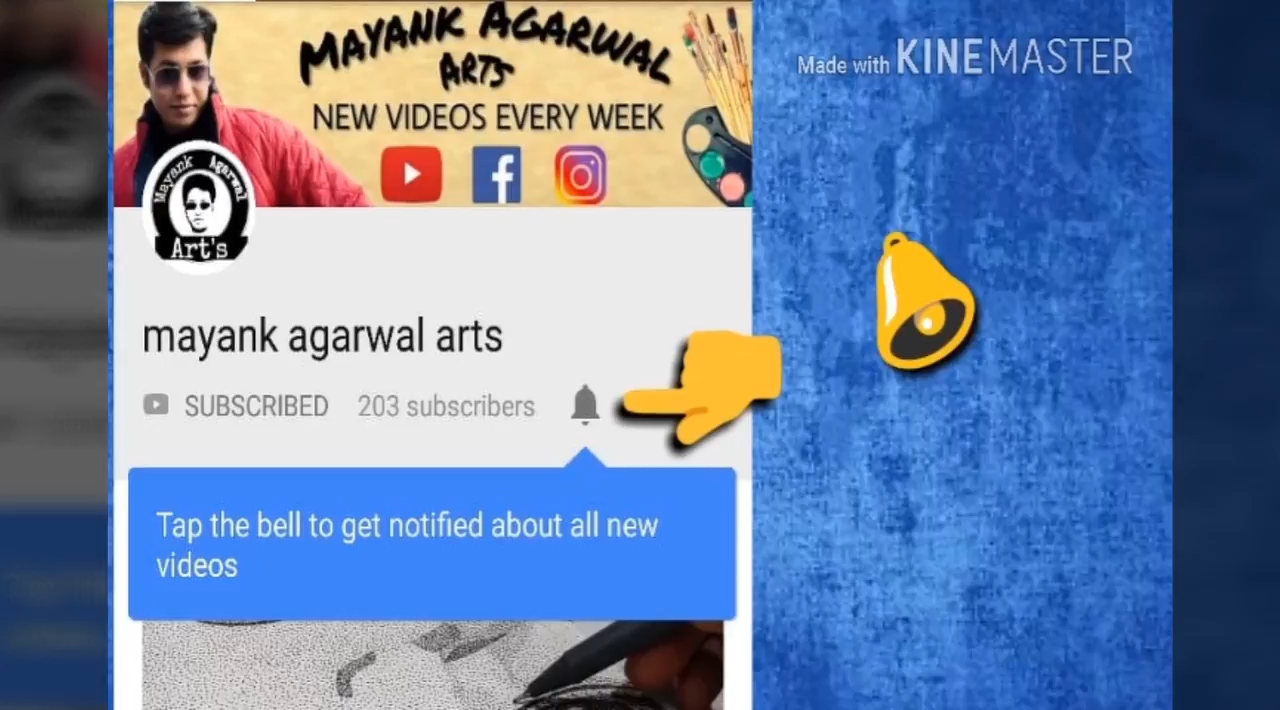 MAYANK AGARWAL
ARTS
NEW VIDEOS EVERY WEEK
Made with KINEMASTER
Mayank Agarwal
Art's
mayank agarwal arts
SUBSCRIBED 203 subscribers
Tap the bell to get notified about all new
videos